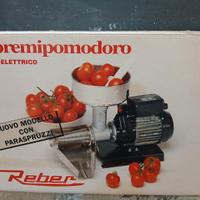 premipomodoro
ELETTRICO
NUOVO MODELLO
CON
PARASPRUZZI
Reber